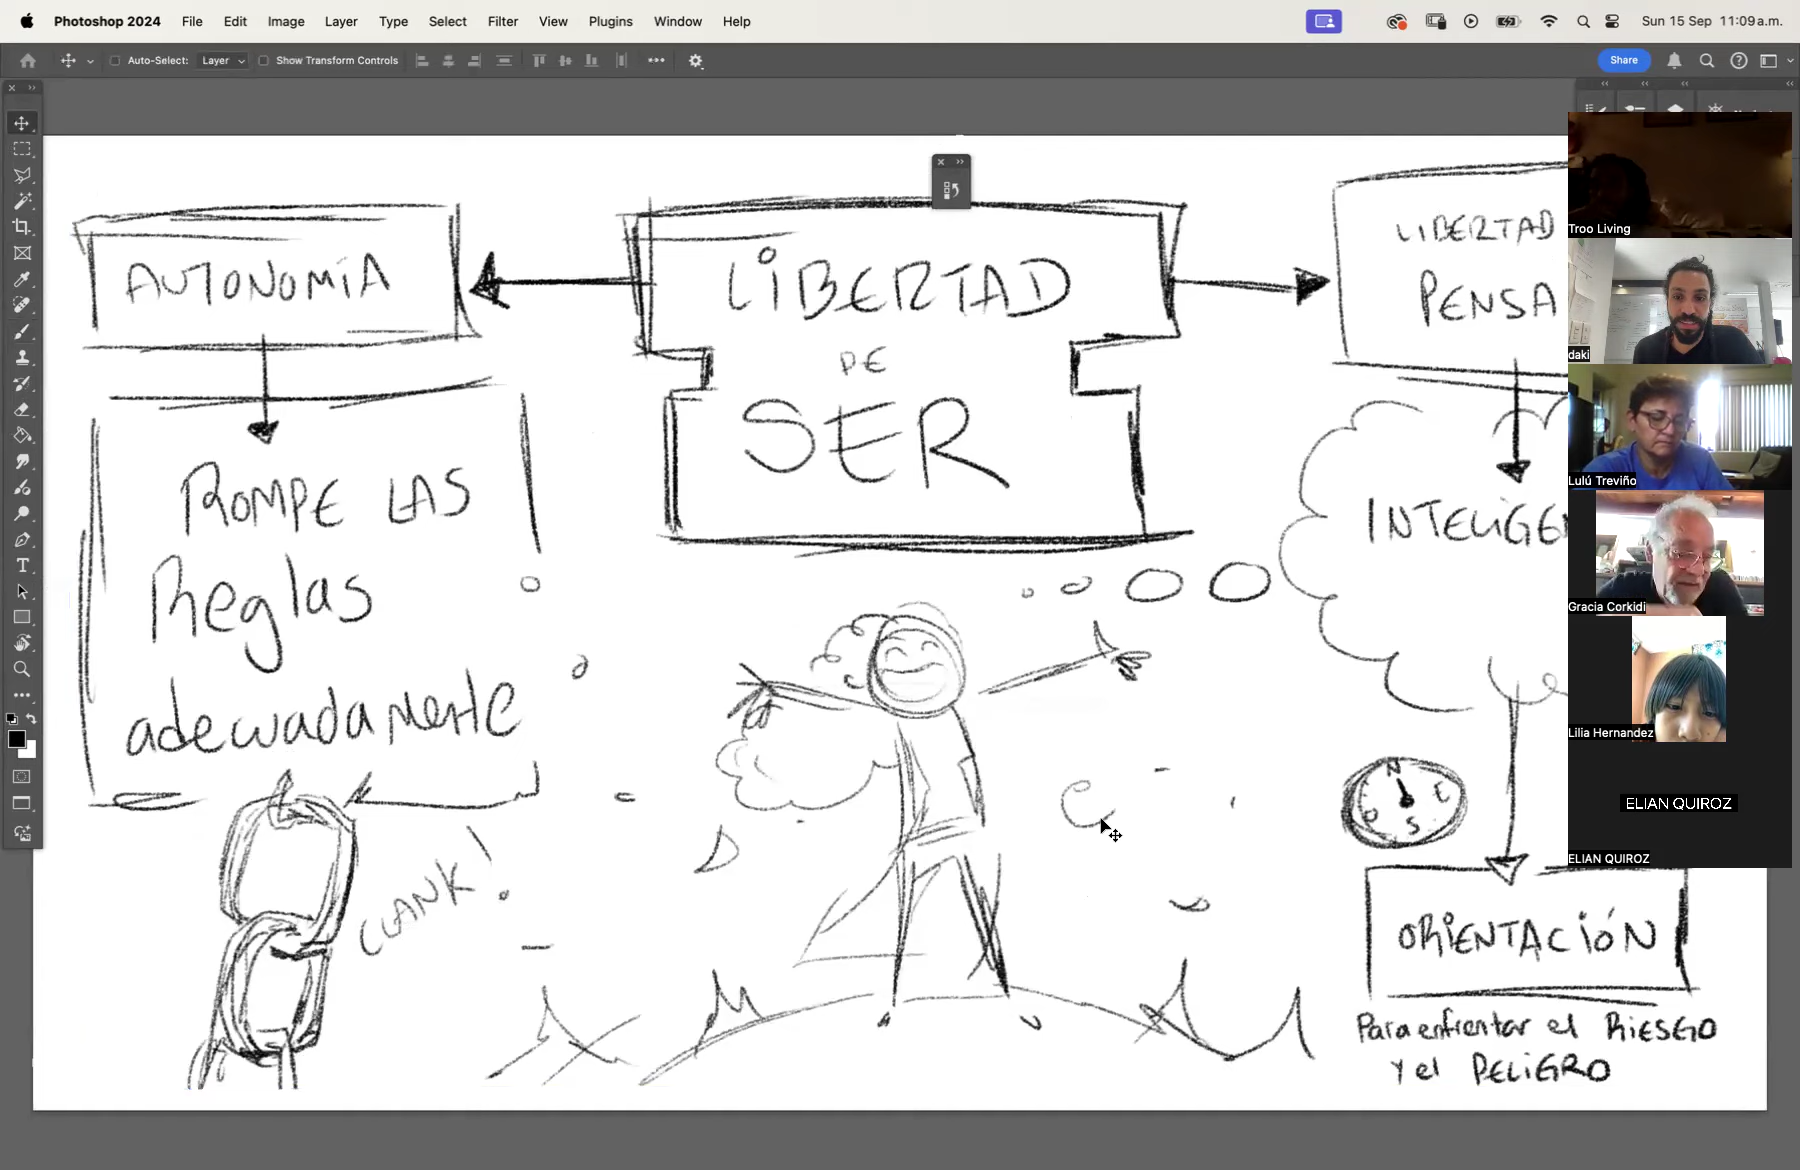 Photoshop 2024 File Edit Image Layer Type Select Filter View Plugins Window Help
Sun 15 Sep 11:09 a.m.
Auto-Select: Layer Show Transform Controls
Share
AUTONOMÍA
LIBERTAD
DE
SER
LIBERTAD
PENSA
ROMPE LAS
Reglas
adecuadamente
INTELIGEN
CLANK!
N
E
S
O
ORIENTACIÓN
Para enfrentar el RIESGO
y el PELIGRO
Troo Living
daki
Lulú Treviño
Gracia Corkidi
Lilia Hernandez
ELIAN QUIROZ
ELIAN QUIROZ